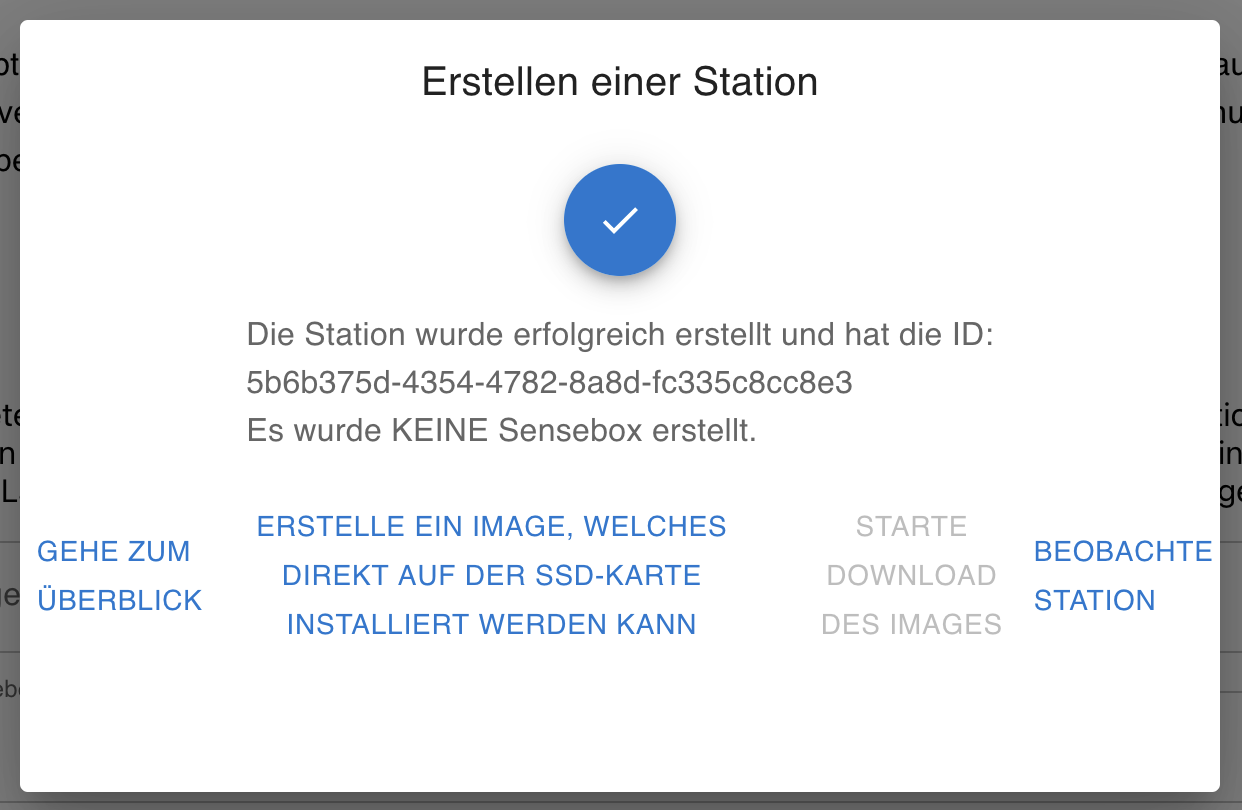 Erstellen einer Station
Die Station wurde erfolgreich erstellt und hat die ID:
5b6b375d-4354-4782-8a8d-fc335c8cc8e3
Es wurde KEINE Sensebox erstellt.
GEHE ZUM
ÜBERBLICK
ERSTELLE EIN IMAGE, WELCHES
DIREKT AUF DER SSD-KARTE
INSTALLIERT WERDEN KANN
STARTE
DOWNLOAD
DES IMAGES
BEOBACHTE
STATION